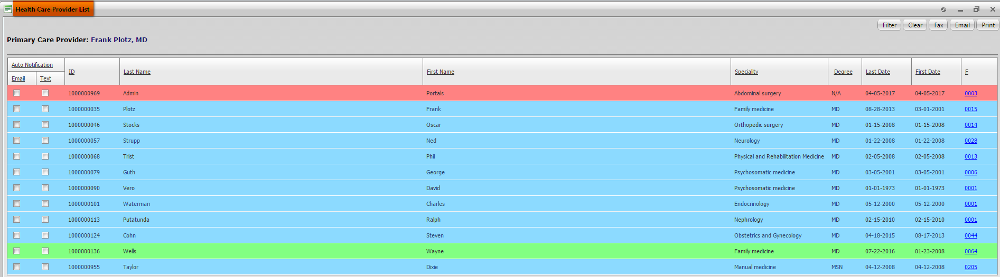 Health Care Provider List
Filter Clear Fax Email Print
Primary Care Provider: Frank Plotz, MD
Auto Notification
Email Text ID Last Name First Name Speciality Degree Last Date First Date F
1000000969 Admin Portals Abdominal surgery N/A 04-05-2017 04-05-2017 0003
1000000035 Plotz Frank Family medicine MD 08-28-2013 03-01-2001 0015
1000000046 Stocks Oscar Orthopedic surgery MD 01-15-2008 01-15-2008 0014
1000000057 Strupp Ned Neurology MD 01-22-2008 01-22-2008 0028
1000000068 Trist Phil Physical and Rehabilitation Medicine MD 02-05-2008 02-05-2008 0013
1000000079 Guth George Psychosomatic medicine MD 03-05-2001 03-05-2001 0006
1000000090 Vero David Psychosomatic medicine MD 01-01-1973 01-01-1973 0001
1000000101 Waterman Charles Endocrinology MD 05-12-2000 05-12-2000 0001
1000000113 Putatunda Ralph Nephrology MD 02-15-2010 02-15-2010 0001
1000000124 Cohn Steven Obstetrics and Gynecology MD 04-18-2015 08-17-2013 0044
1000000136 Wells Wayne Family medicine MD 07-22-2016 01-23-2008 0064
1000000955 Taylor Dixie Manual medicine MSN 04-12-2008 04-12-2008 0205